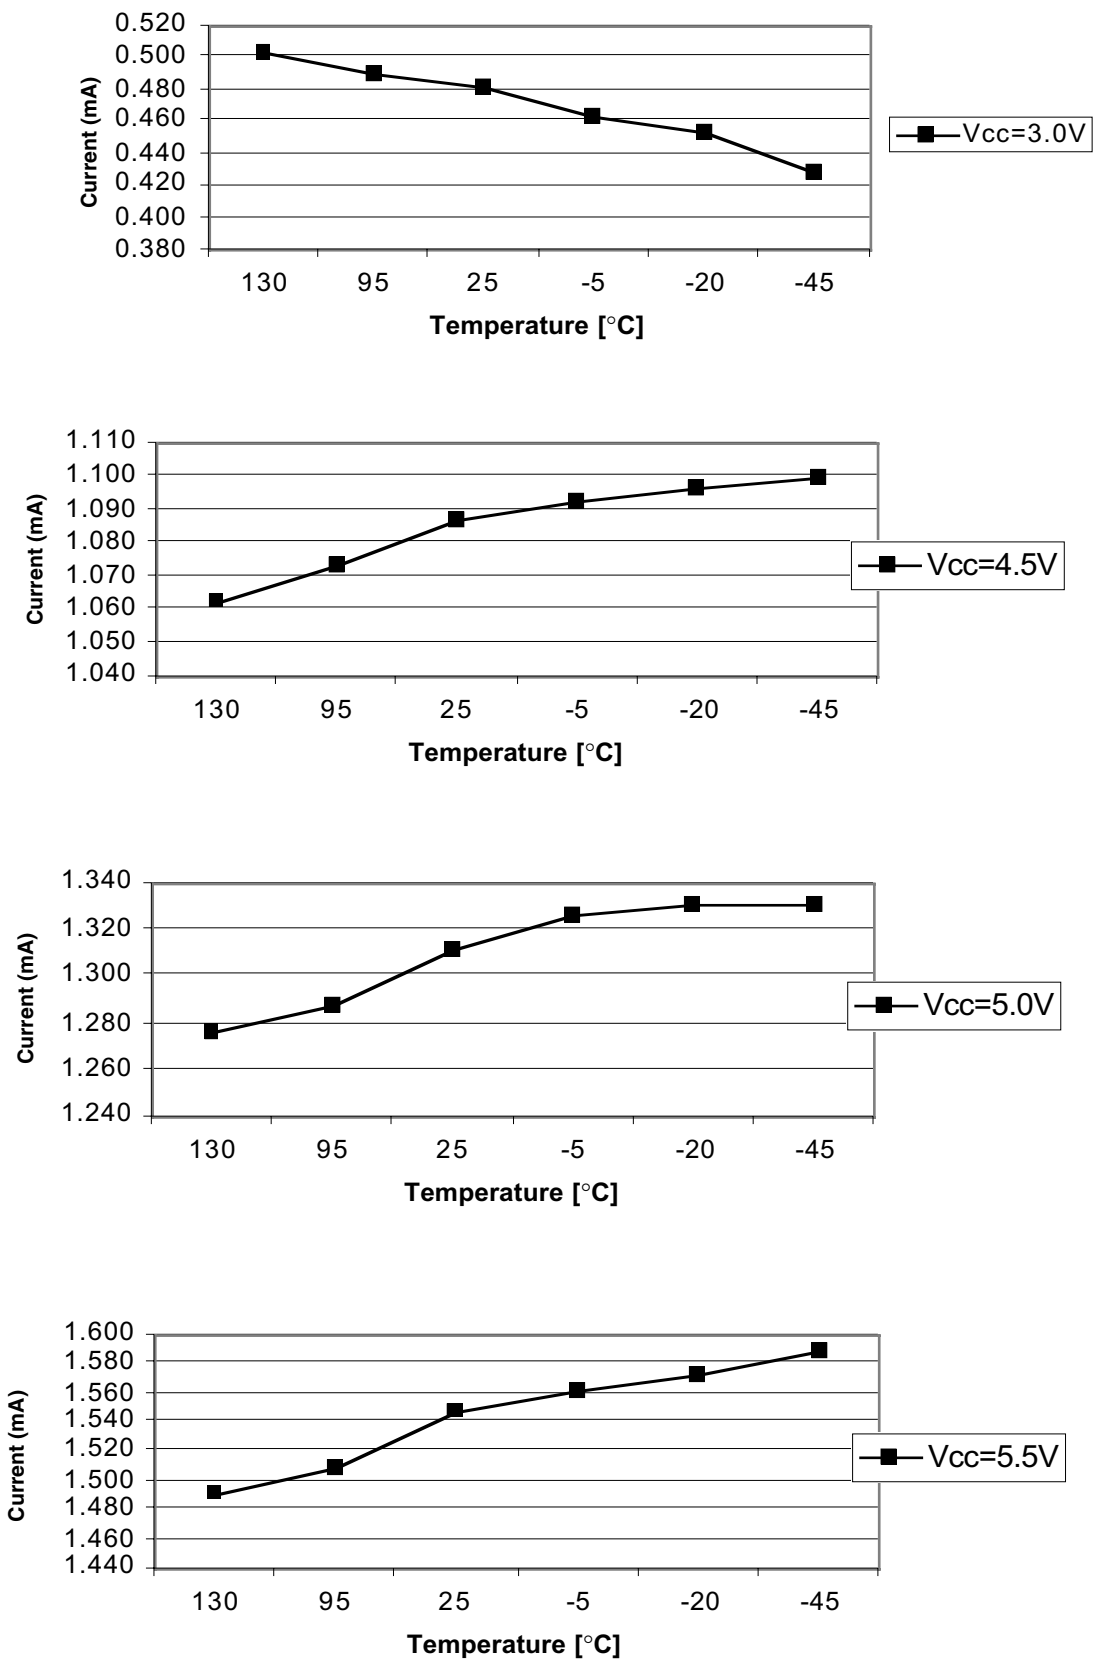 0.520
0.500
0.480
0.460
0.440
0.420
0.400
0.380
Current (mA)
130 95 25 -5 -20 -45
Temperature [°C]
Vcc=3.0V
1.110
1.100
1.090
1.080
1.070
1.060
1.050
1.040
Current (mA)
130 95 25 -5 -20 -45
Temperature [°C]
Vcc=4.5V
1.340
1.320
1.300
1.280
1.260
1.240
Current (mA)
130 95 25 -5 -20 -45
Temperature [°C]
Vcc=5.0V
1.600
1.580
1.560
1.540
1.520
1.500
1.480
1.460
1.440
Current (mA)
130 95 25 -5 -20 -45
Temperature [°C]
Vcc=5.5V